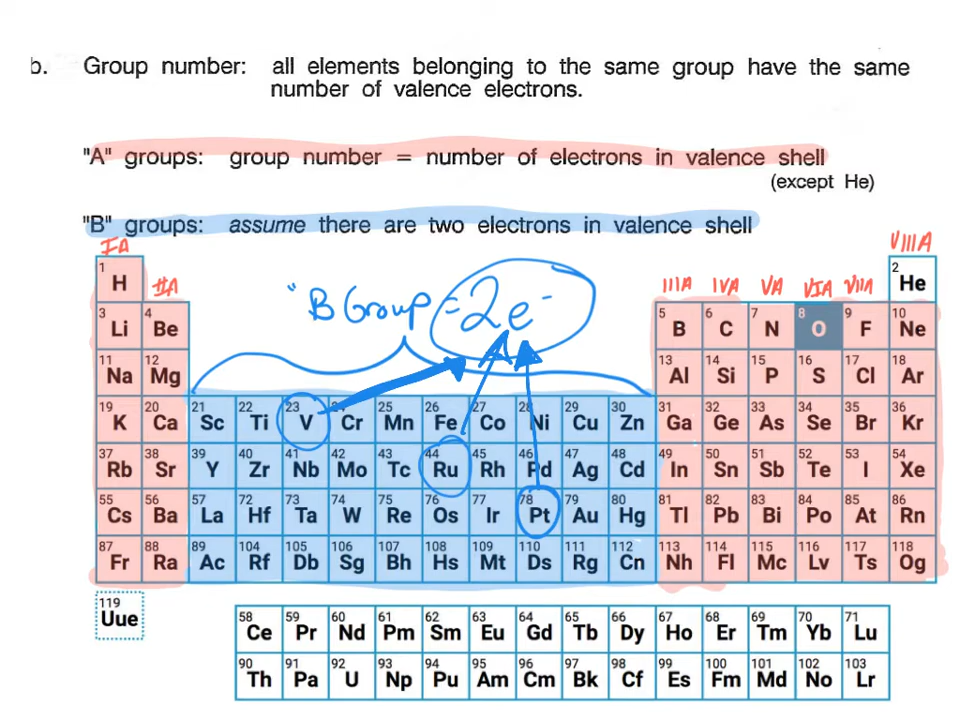 b. Group number: all elements belonging to the same group have the same
number of valence electrons.
"A" groups: group number = number of electrons in valence shell
(except He)
"B" groups: assume there are two electrons in valence shell
IA VIIIA
1 H 2 He
IIA IIIA IVA VA VIA VIIA
"B Group = 2e⁻
3 Li 4 Be 5 B 6 C 7 N 8 O 9 F 10 Ne
11 Na 12 Mg 13 Al 14 Si 15 P 16 S 17 Cl 18 Ar
19 K 20 Ca 21 Sc 22 Ti 23 V 24 Cr 25 Mn 26 Fe 27 Co 28 Ni 29 Cu 30 Zn 31 Ga 32 Ge 33 As 34 Se 35 Br 36 Kr
37 Rb 38 Sr 39 Y 40 Zr 41 Nb 42 Mo 43 Tc 44 Ru 45 Rh 46 Pd 47 Ag 48 Cd 49 In 50 Sn 51 Sb 52 Te 53 I 54 Xe
55 Cs 56 Ba 57 La 72 Hf 73 Ta 74 W 75 Re 76 Os 77 Ir 78 Pt 79 Au 80 Hg 81 Tl 82 Pb 83 Bi 84 Po 85 At 86 Rn
87 Fr 88 Ra 89 Ac 104 Rf 105 Db 106 Sg 107 Bh 108 Hs 109 Mt 110 Ds 111 Rg 112 Cn 113 Nh 114 Fl 115 Mc 116 Lv 117 Ts 118 Og
119 Uue
58 Ce 59 Pr 60 Nd 61 Pm 62 Sm 63 Eu 64 Gd 65 Tb 66 Dy 67 Ho 68 Er 69 Tm 70 Yb 71 Lu
90 Th 91 Pa 92 U 93 Np 94 Pu 95 Am 96 Cm 97 Bk 98 Cf 99 Es 100 Fm 101 Md 102 No 103 Lr